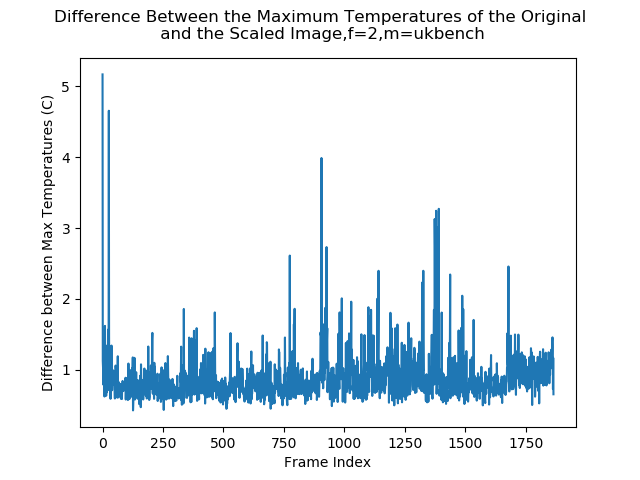 Difference Between the Maximum Temperatures of the Original
and the Scaled Image,f=2,m=ukbench
Difference between Max Temperatures (C)
5
4
3
2
1
0 250 500 750 1000 1250 1500 1750
Frame Index